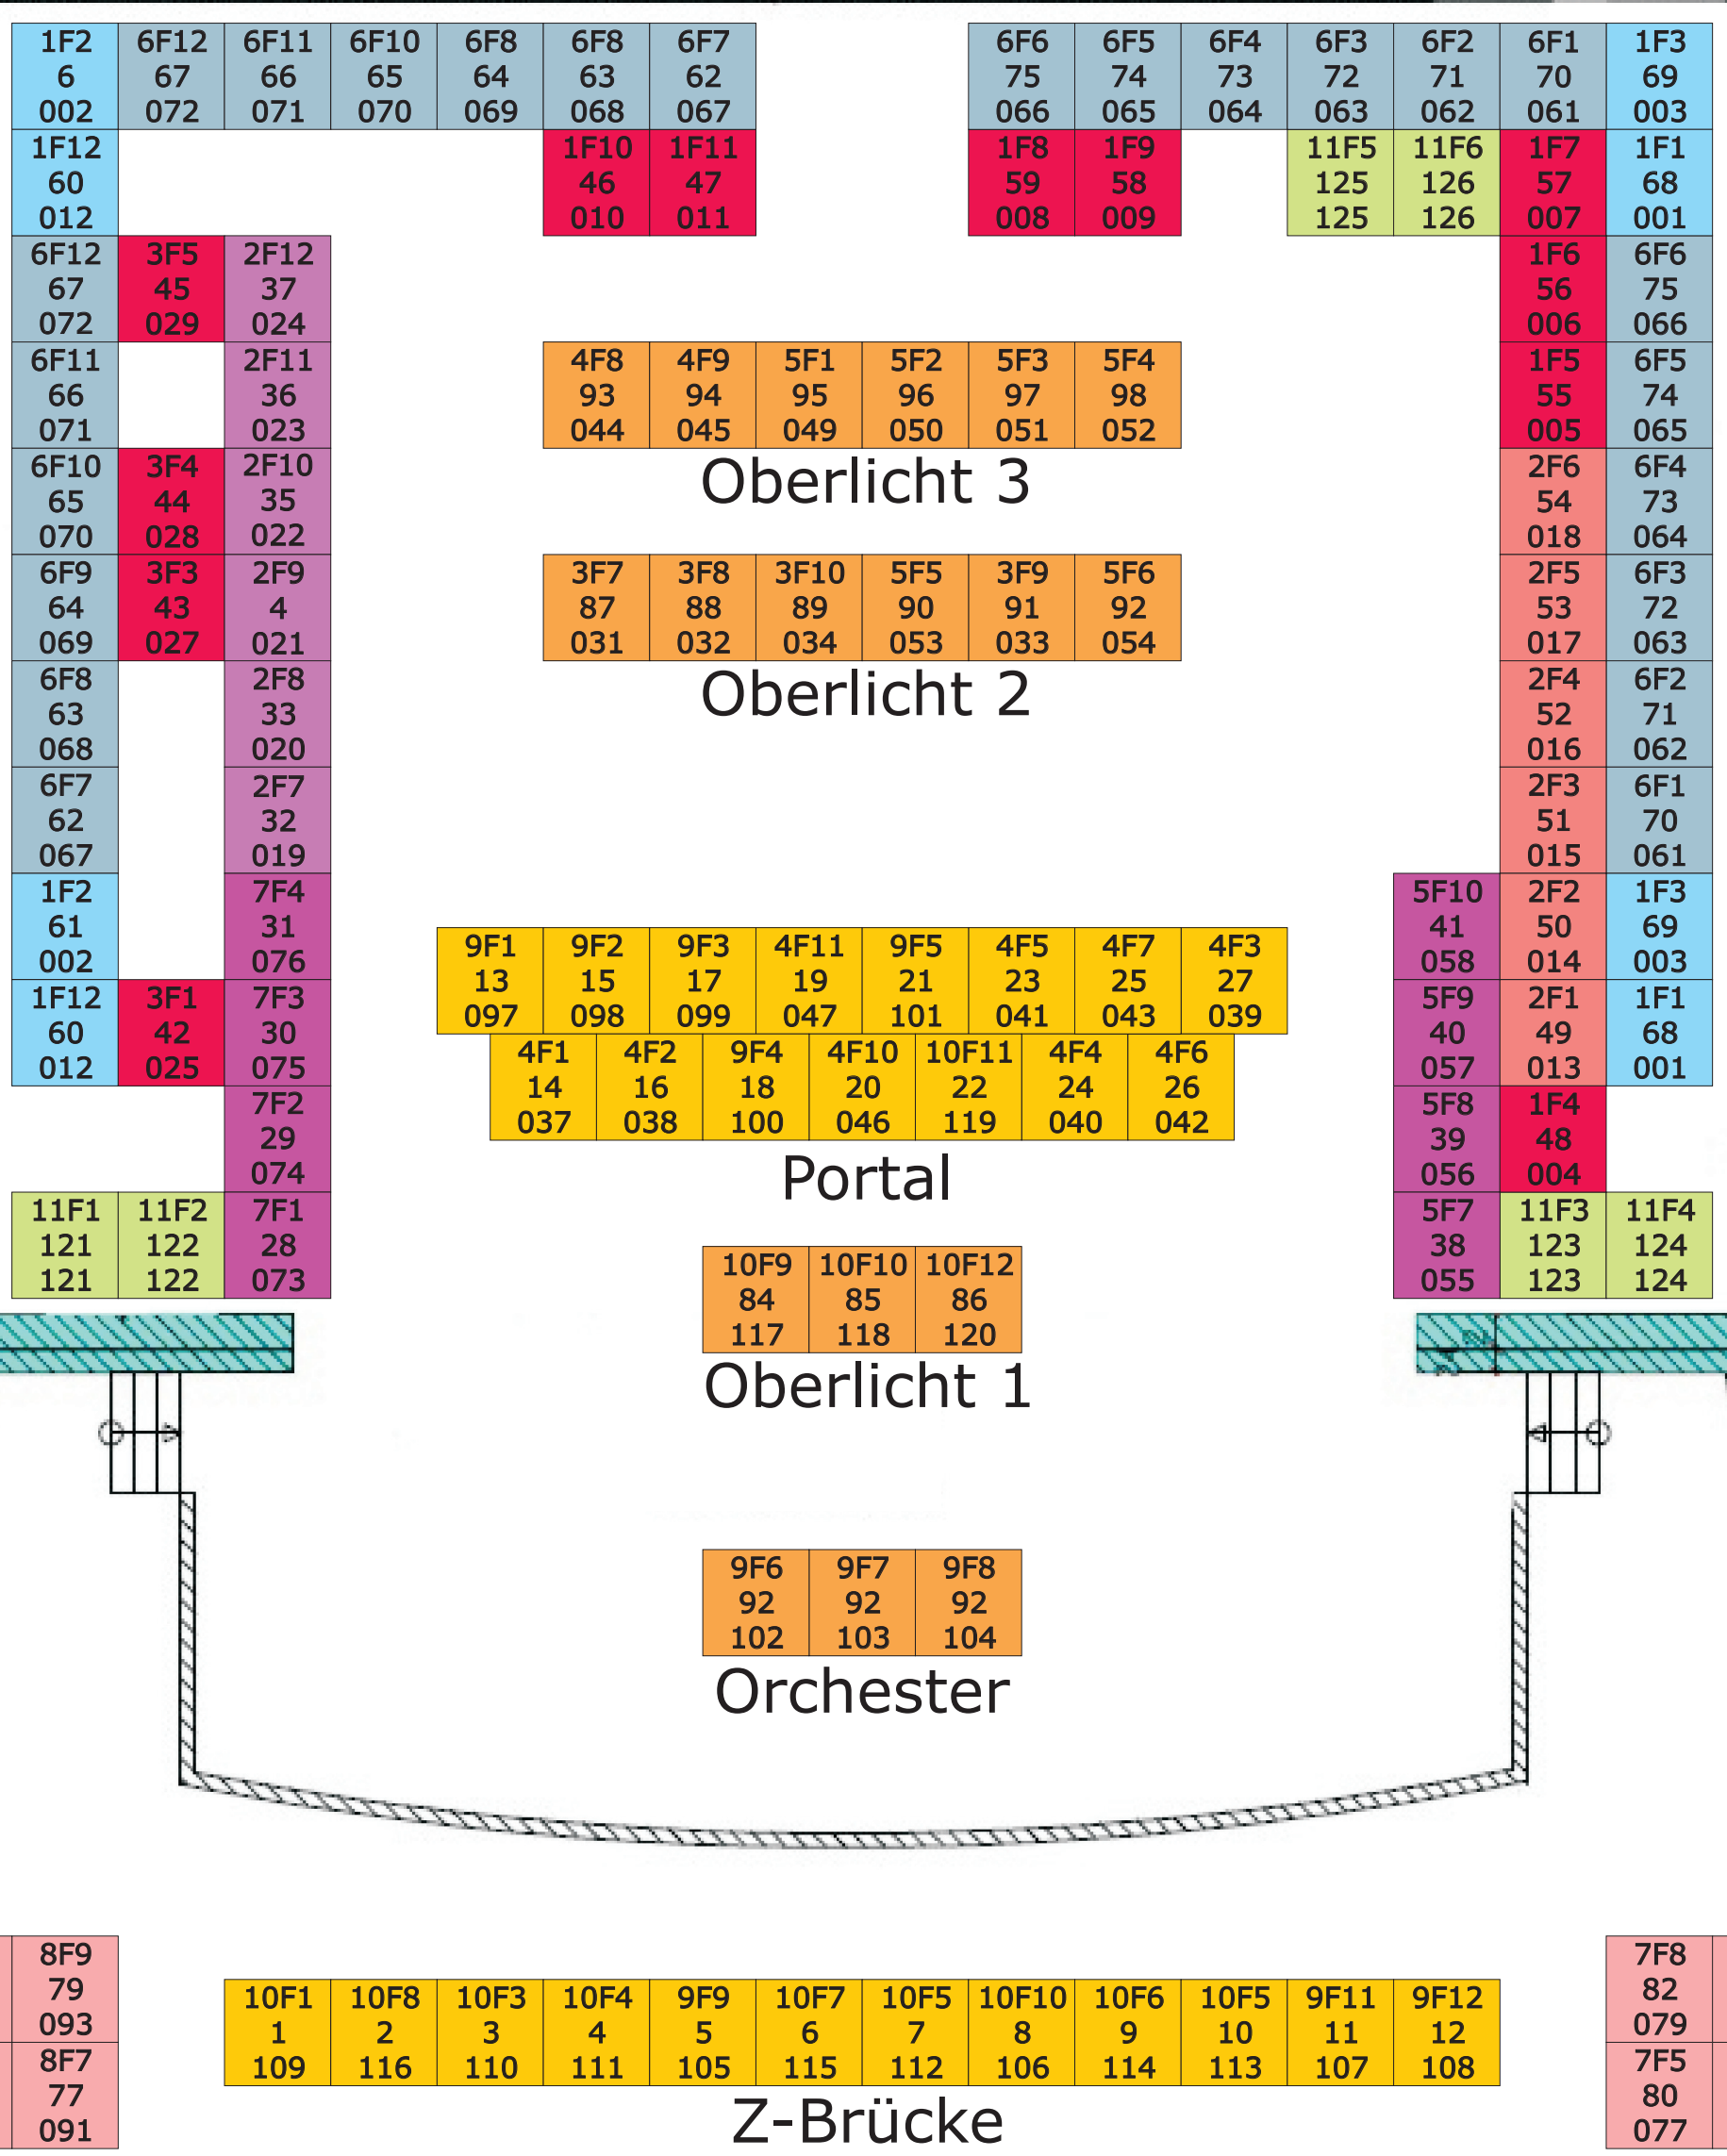 1F2 6F12 6F11 6F10 6F8 6F8 6F7 6F6 6F5 6F4 6F3 6F2 6F1 1F3
6 67 66 65 64 63 62 75 74 73 72 71 70 69
002 072 071 070 069 068 067 066 065 064 063 062 061 003
1F12 1F10 1F11 1F8 1F9 11F5 11F6 1F7 1F1
60 46 47 59 58 125 126 57 68
012 010 011 008 009 125 126 007 001
6F12 3F5 2F12 1F6 6F6
67 45 37 56 75
072 029 024 006 066
6F11 2F11 4F8 4F9 5F1 5F2 5F3 5F4 1F5 6F5
66 36 93 94 95 96 97 98 55 74
071 023 044 045 049 050 051 052 005 065
Oberlicht 3
6F10 3F4 2F10 2F6 6F4
65 44 35 54 73
070 028 022 018 064
6F9 3F3 2F9 3F7 3F8 3F10 5F5 3F9 5F6 2F5 6F3
64 43 4 87 88 89 90 91 92 53 72
069 027 021 031 032 034 053 033 054 017 063
Oberlicht 2
6F8 2F8 2F4 6F2
63 33 52 71
068 020 016 062
6F7 2F7 2F3 6F1
62 32 51 70
067 019 015 061
1F2 7F4 5F10 2F2 1F3
61 31 41 50 69
002 076 058 014 003
9F1 9F2 9F3 4F11 9F5 4F5 4F7 4F3
13 15 17 19 21 23 25 27
097 098 099 047 101 041 043 039
1F12 3F1 7F3 5F9 2F1 1F1
60 42 30 40 49 68
012 025 075 057 013 001
4F1 4F2 9F4 4F10 10F11 4F4 4F6
14 16 18 20 22 24 26
037 038 100 046 119 040 042
Portal
7F2 5F8 1F4
29 39 48
074 056 004
11F1 11F2 7F1 5F7 11F3 11F4
121 122 28 38 123 124
121 122 073 055 123 124
10F9 10F10 10F12
84 85 86
117 118 120
Oberlicht 1
9F6 9F7 9F8
92 92 92
102 103 104
Orchester
8F9 7F8
79 82
093 079
8F7 7F5
77 80
091 077
10F1 10F8 10F3 10F4 9F9 10F7 10F5 10F10 10F6 10F5 9F11 9F12
1 2 3 4 5 6 7 8 9 10 11 12
109 116 110 111 105 115 112 106 114 113 107 108
Z-Brücke